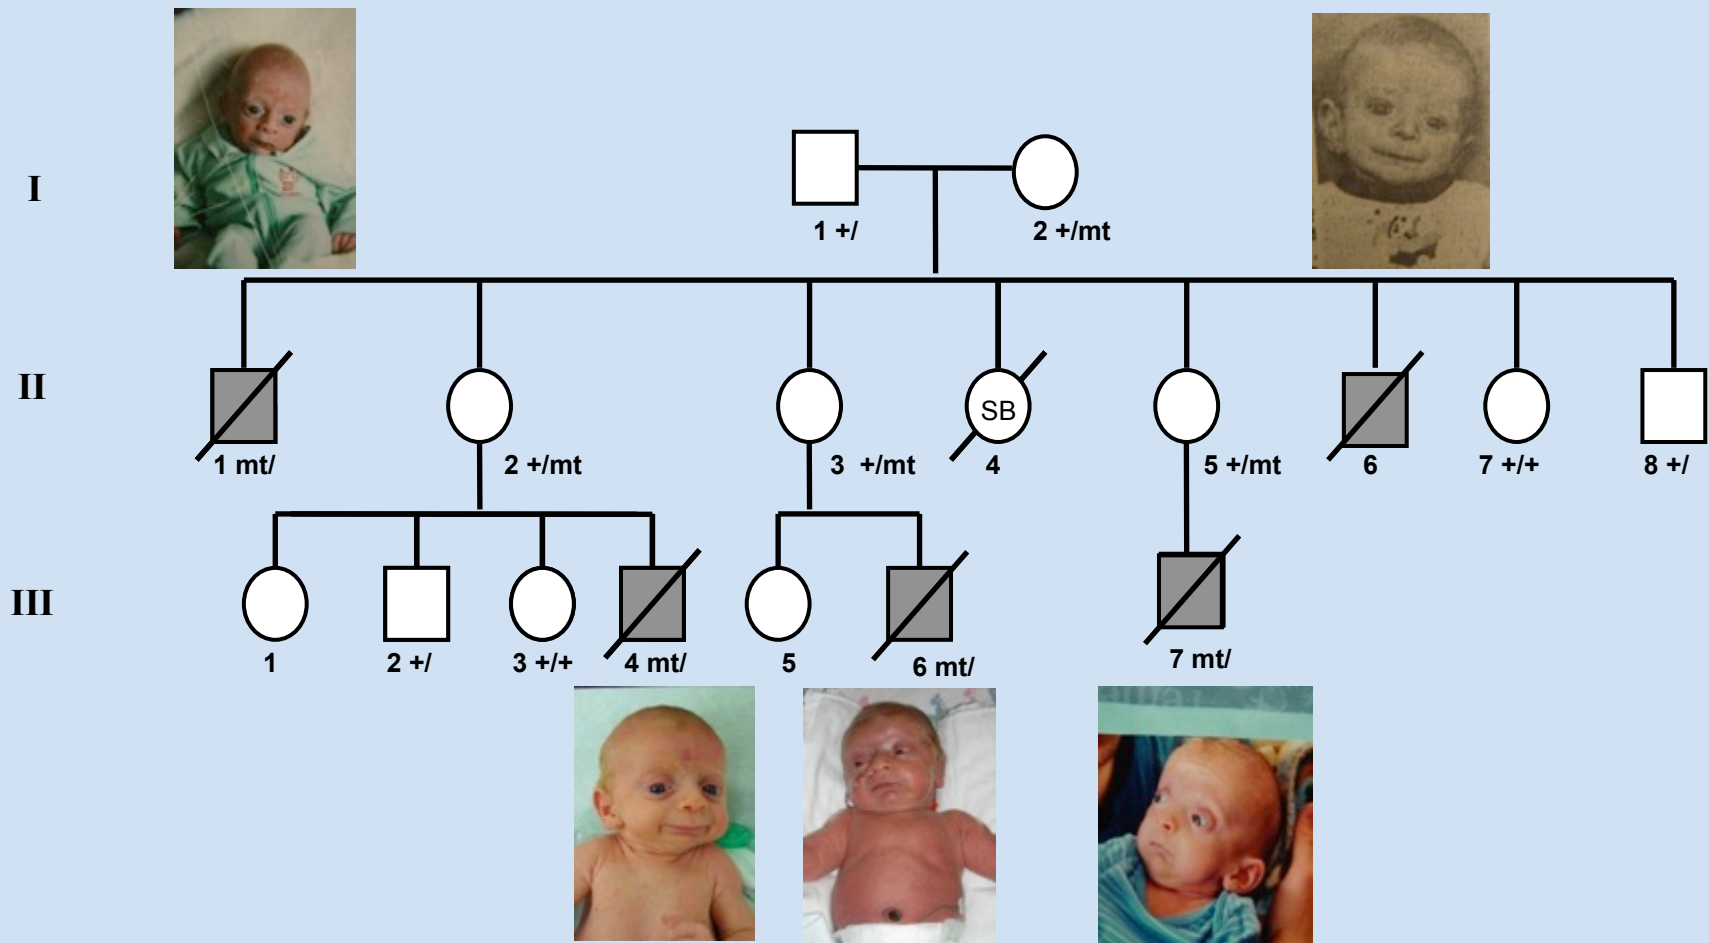 I
1 +/
2 +/mt
II
SB
1 mt/
2 +/mt
3 +/mt
4
5 +/mt
6
7 +/+
8 +/
III
1
2 +/
3 +/+
4 mt/
5
6 mt/
7 mt/